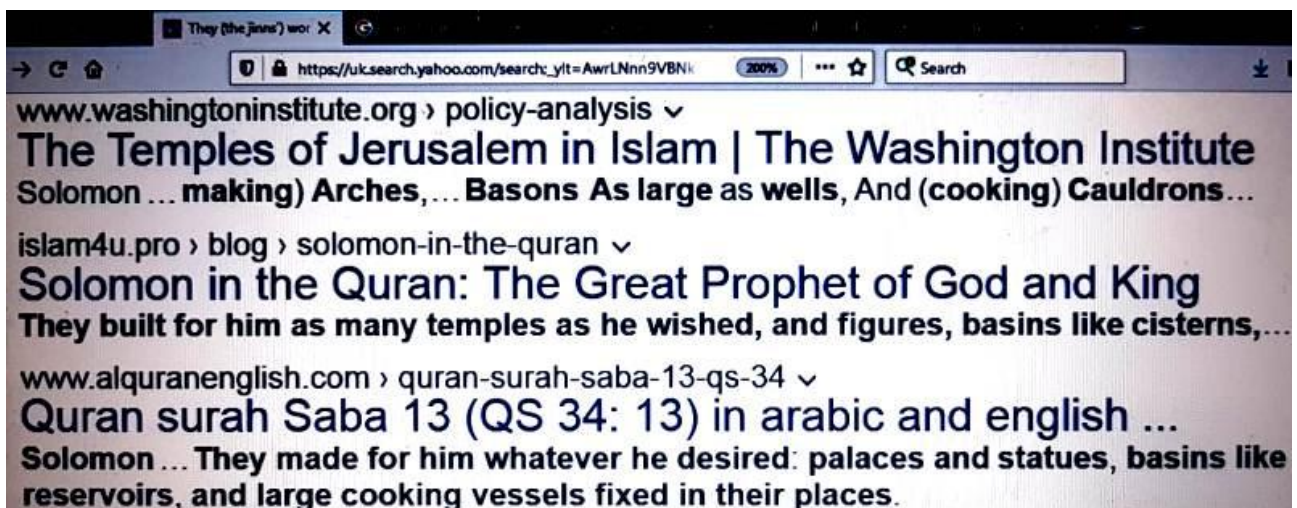 They (the jinns') wor X
https://uk.search.yahoo.com/search;_ylt=AwrLNnn9VBNk 200% ... Search
www.washingtoninstitute.org › policy-analysis
The Temples of Jerusalem in Islam | The Washington Institute
Solomon ... making) Arches,... Basons As large as wells, And (cooking) Cauldrons...
islam4u.pro › blog › solomon-in-the-quran
Solomon in the Quran: The Great Prophet of God and King
They built for him as many temples as he wished, and figures, basins like cisterns,...
www.alquranenglish.com › quran-surah-saba-13-qs-34
Quran surah Saba 13 (QS 34: 13) in arabic and english ...
Solomon ... They made for him whatever he desired: palaces and statues, basins like
reservoirs, and large cooking vessels fixed in their places.